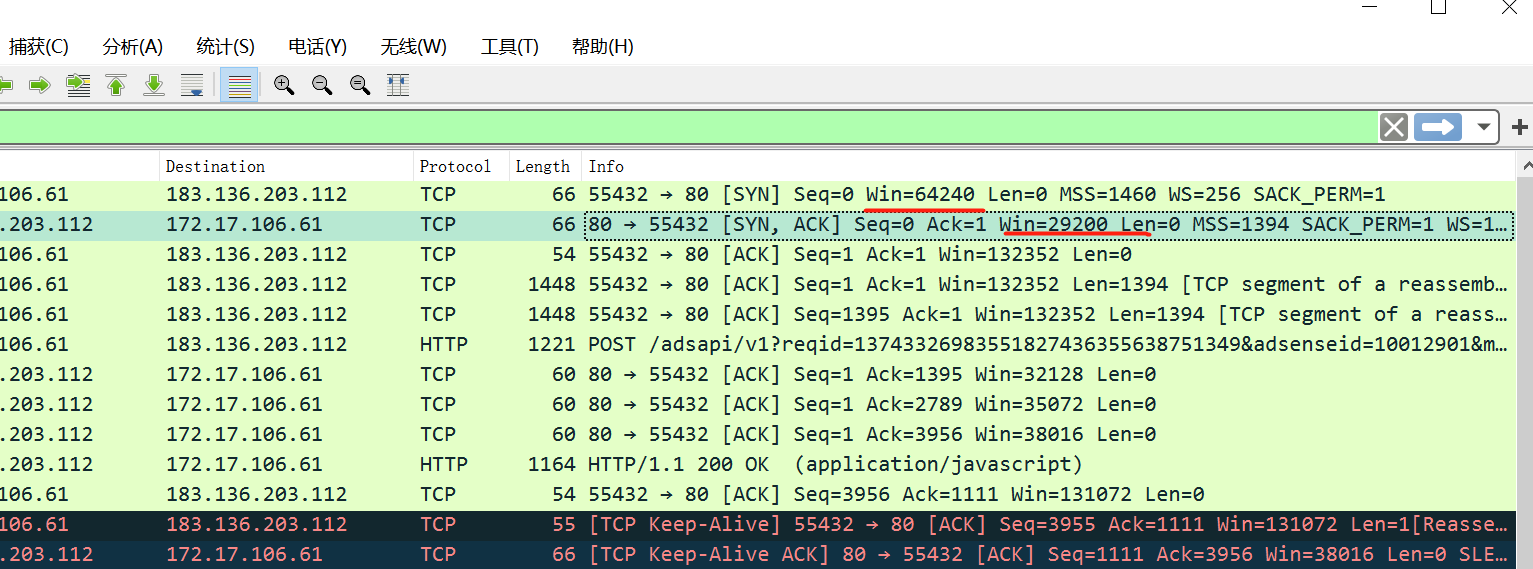 捕获(C) 分析(A) 统计(S) 电话(Y) 无线(W) 工具(T) 帮助(H)
Destination Protocol Length Info
106.61 183.136.203.112 TCP 66 55432 → 80 [SYN] Seq=0 Win=64240 Len=0 MSS=1460 WS=256 SACK_PERM=1
.203.112 172.17.106.61 TCP 66 80 → 55432 [SYN, ACK] Seq=0 Ack=1 Win=29200 Len=0 MSS=1394 SACK_PERM=1 WS=1…
106.61 183.136.203.112 TCP 54 55432 → 80 [ACK] Seq=1 Ack=1 Win=132352 Len=0
106.61 183.136.203.112 TCP 1448 55432 → 80 [ACK] Seq=1 Ack=1 Win=132352 Len=1394 [TCP segment of a reassemb…
106.61 183.136.203.112 TCP 1448 55432 → 80 [ACK] Seq=1395 Ack=1 Win=132352 Len=1394 [TCP segment of a reass…
106.61 183.136.203.112 HTTP 1221 POST /adsapi/v1?reqid=13743326983551827436355638751349&adsenseid=10012901&m…
.203.112 172.17.106.61 TCP 60 80 → 55432 [ACK] Seq=1 Ack=1395 Win=32128 Len=0
.203.112 172.17.106.61 TCP 60 80 → 55432 [ACK] Seq=1 Ack=2789 Win=35072 Len=0
.203.112 172.17.106.61 TCP 60 80 → 55432 [ACK] Seq=1 Ack=3956 Win=38016 Len=0
.203.112 172.17.106.61 HTTP 1164 HTTP/1.1 200 OK (application/javascript)
106.61 183.136.203.112 TCP 54 55432 → 80 [ACK] Seq=3956 Ack=1111 Win=131072 Len=0
106.61 183.136.203.112 TCP 55 [TCP Keep-Alive] 55432 → 80 [ACK] Seq=3955 Ack=1111 Win=131072 Len=1[Reasse…
.203.112 172.17.106.61 TCP 66 [TCP Keep-Alive ACK] 80 → 55432 [ACK] Seq=1111 Ack=3956 Win=38016 Len=0 SLE…